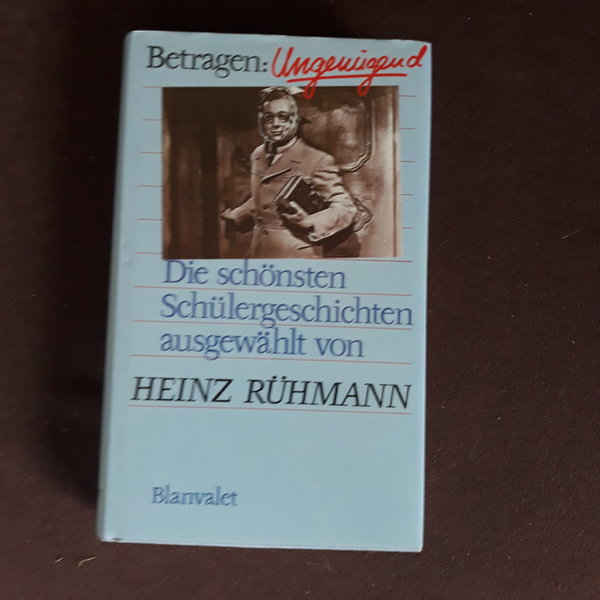 Betragen: Ungenügend
Die schönsten
Schülergeschichten
ausgewählt von
HEINZ RÜHMANN
Blanvalet